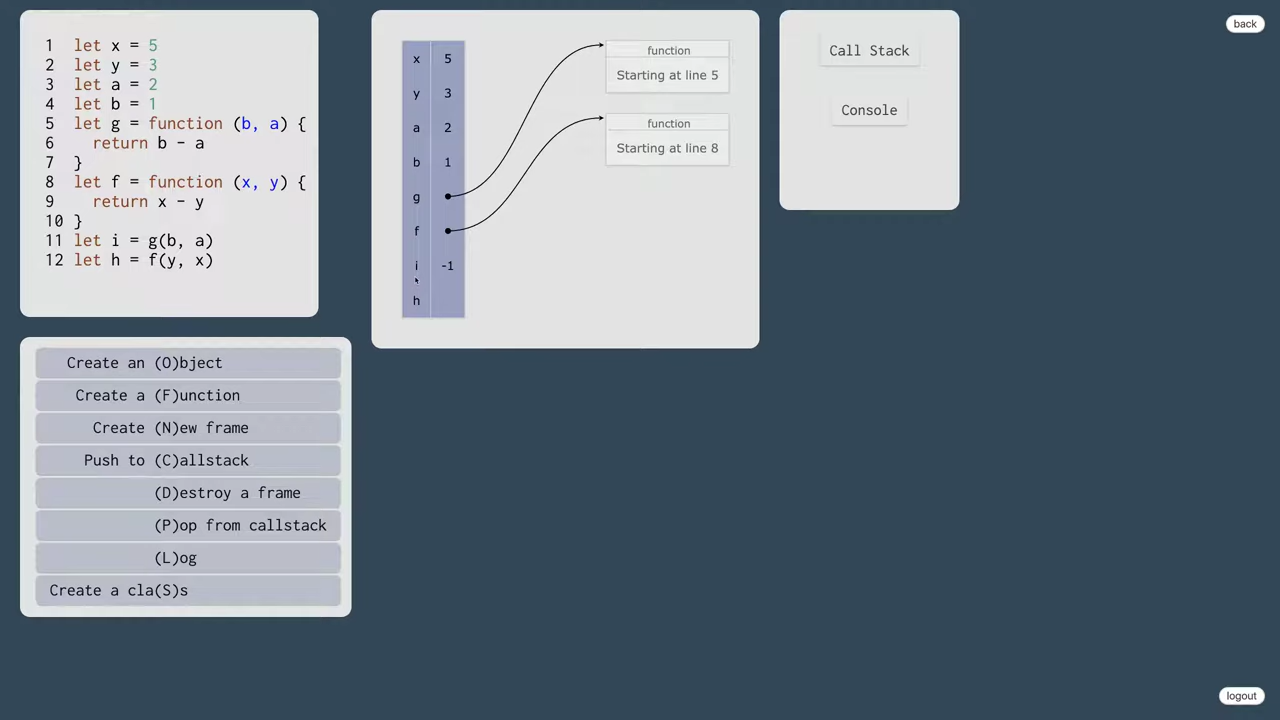 1 let x = 5
2 let y = 3
3 let a = 2
4 let b = 1
5 let g = function (b, a) {
6 return b - a
7 }
8 let f = function (x, y) {
9 return x - y
10 }
11 let i = g(b, a)
12 let h = f(y, x)
Create an (O)bject
Create a (F)unction
Create (N)ew frame
Push to (C)allstack
(D)estroy a frame
(P)op from callstack
(L)og
Create a cla(S)s
x 5
y 3
a 2
b 1
g
f
i -1
h
function
Starting at line 5
function
Starting at line 8
Call Stack
Console
back
logout